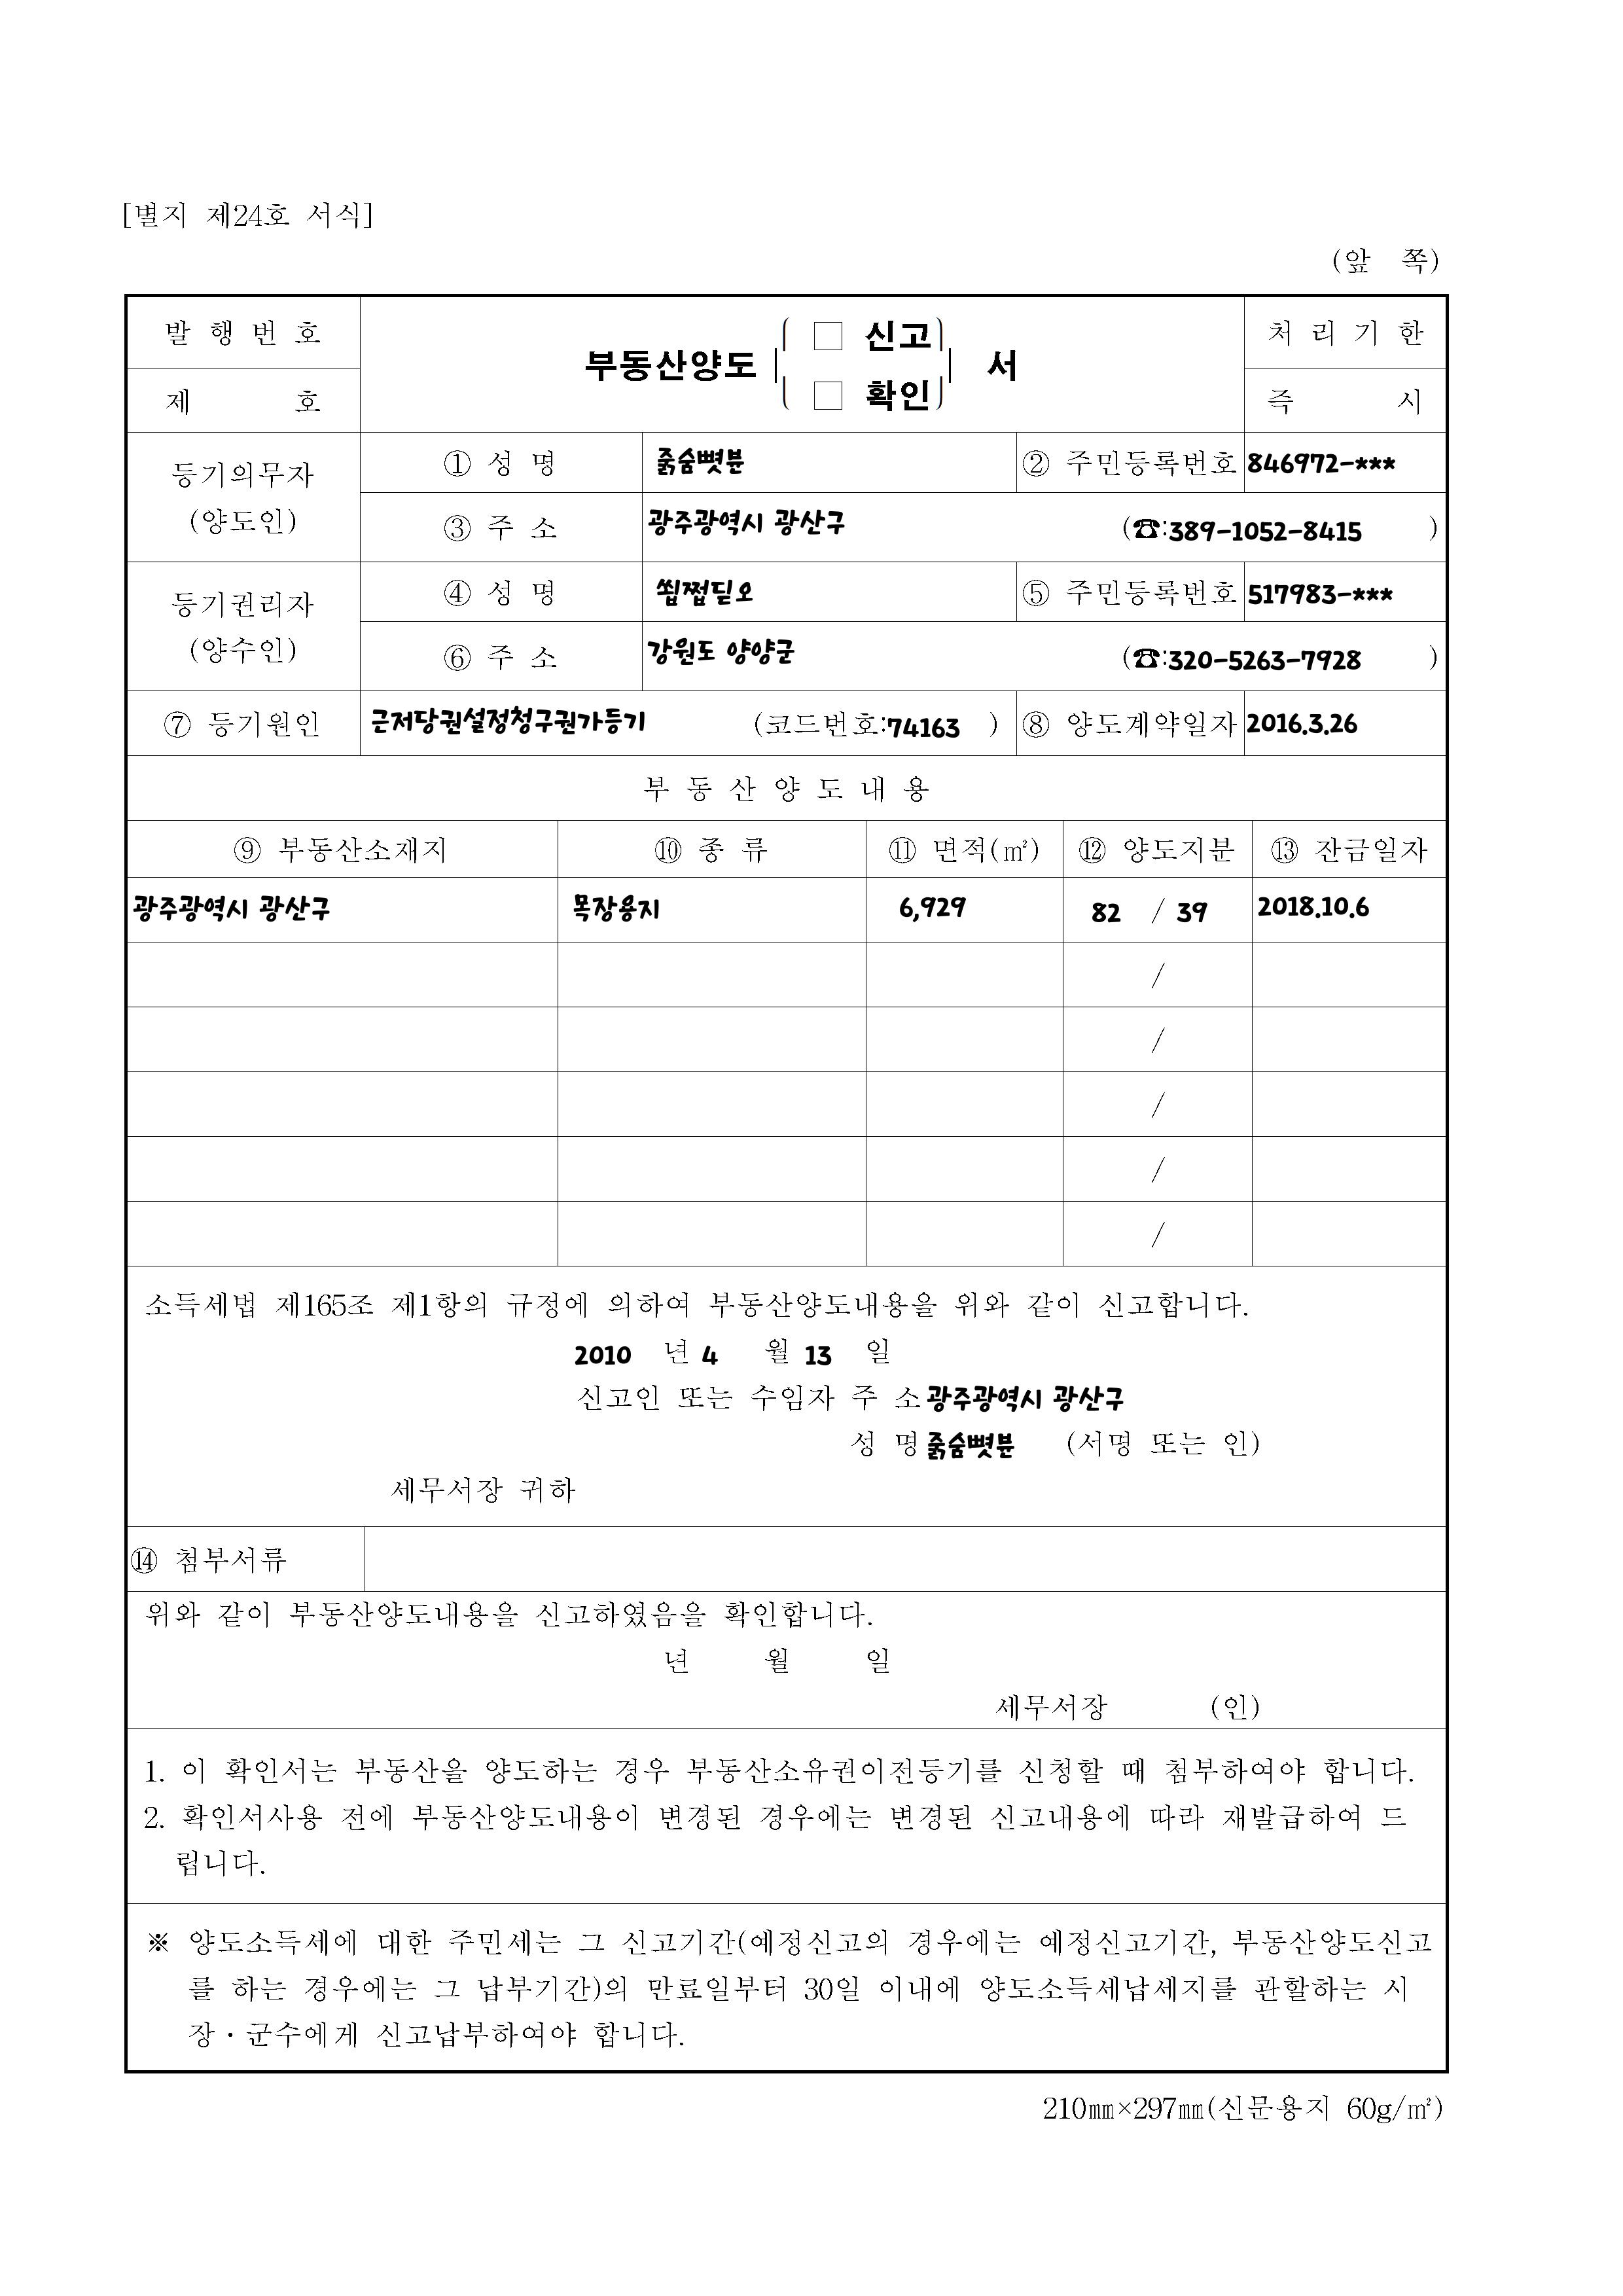 [별지 제24호 서식]
(앞 쪽)
발 행 번 호
제 호
부동산양도 □ 신고 □ 확인 서
처 리 기 한
즉 시
등기의무자
(양도인)
① 성 명 줅숨뼛분 ② 주민등록번호 846972-***
③ 주 소 광주광역시 광산구 (☎:389-1052-8415 )
등기권리자
(양수인)
④ 성 명 씹쩝딛오 ⑤ 주민등록번호 517983-***
⑥ 주 소 강원도 양양군 (☎:320-5263-7928 )
⑦ 등기원인 근저당권설정청구권가등기 (코드번호:74163 ) ⑧ 양도계약일자 2016.3.26
부 동 산 양 도 내 용
⑨ 부동산소재지 ⑩ 종 류 ⑪ 면적(㎡) ⑫ 양도지분 ⑬ 잔금일자
광주광역시 광산구 목장용지 6,929 82 / 39 2018.10.6
/
/
/
/
/
소득세법 제165조 제1항의 규정에 의하여 부동산양도내용을 위와 같이 신고합니다.
2010 년 4 월 13 일
신고인 또는 수임자 주 소 광주광역시 광산구
성 명 줅숨뼛분 (서명 또는 인)
세무서장 귀하
⑭ 첨부서류
위와 같이 부동산양도내용을 신고하였음을 확인합니다.
년 월 일
세무서장 (인)
1. 이 확인서는 부동산을 양도하는 경우 부동산소유권이전등기를 신청할 때 첨부하여야 합니다.
2. 확인서사용 전에 부동산양도내용이 변경된 경우에는 변경된 신고내용에 따라 재발급하여 드
립니다.
※ 양도소득세에 대한 주민세는 그 신고기간(예정신고의 경우에는 예정신고기간, 부동산양도신고
를 하는 경우에는 그 납부기간)의 만료일부터 30일 이내에 양도소득세납세지를 관할하는 시
장·군수에게 신고납부하여야 합니다.
210㎜×297㎜(신문용지 60g/㎡)